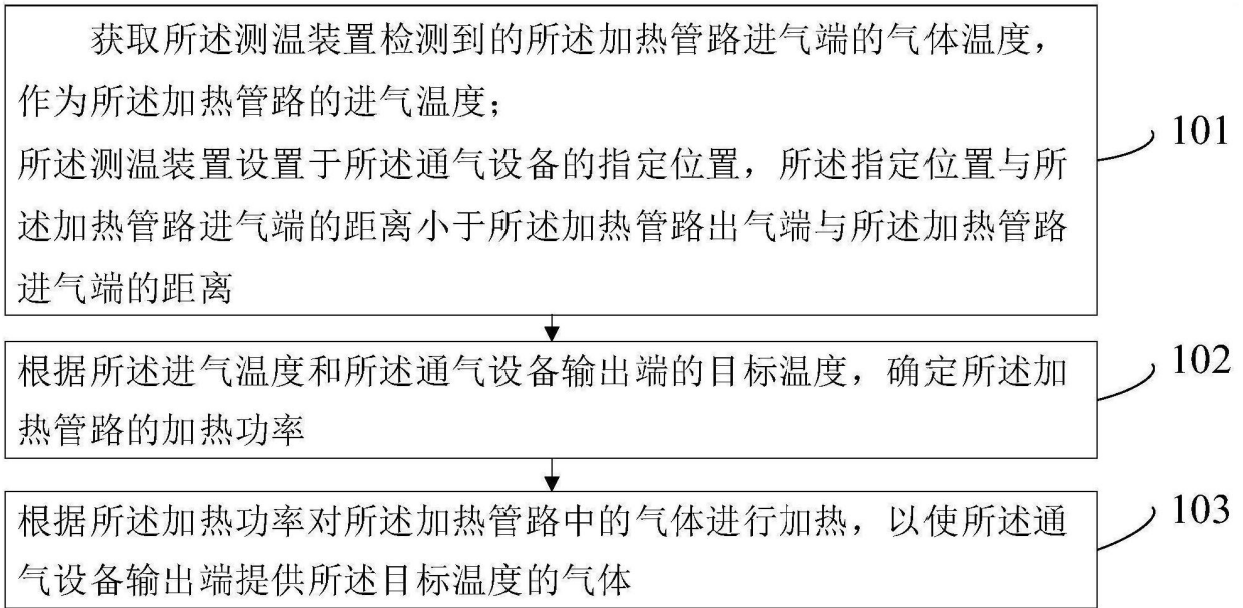 获取所述测温装置检测到的所述加热管路进气端的气体温度，
作为所述加热管路的进气温度；
所述测温装置设置于所述通气设备的指定位置，所述指定位置与所
述加热管路进气端的距离小于所述加热管路出气端与所述加热管路
进气端的距离
101
根据所述进气温度和所述通气设备输出端的目标温度，确定所述加
热管路的加热功率
102
根据所述加热功率对所述加热管路中的气体进行加热，以使所述通
气设备输出端提供所述目标温度的气体
103